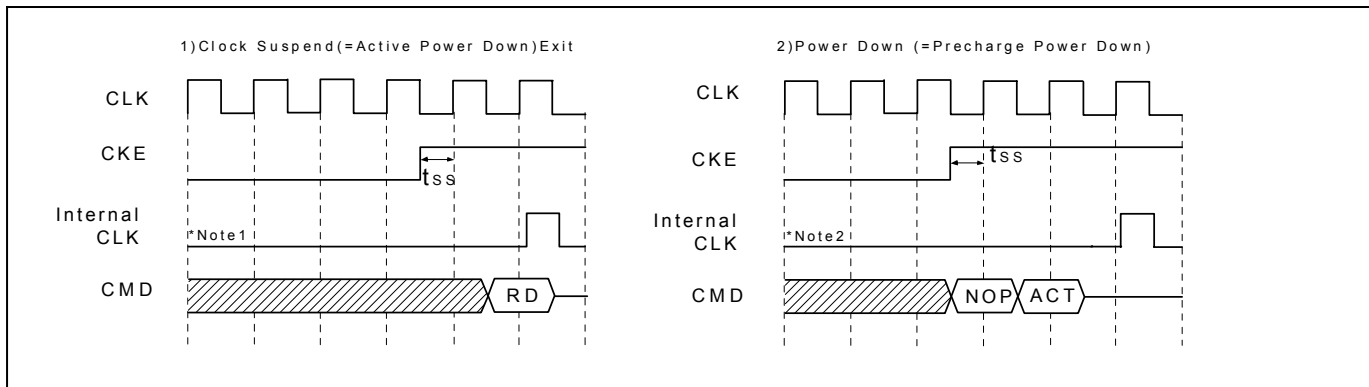 1)Clock Suspend(=Active Power Down)Exit
CLK
CKE
tss
Internal
CLK
*Note1
CMD
RD
2)Power Down (=Precharge Power Down)
CLK
CKE
tss
Internal
CLK
*Note2
CMD
NOP
ACT